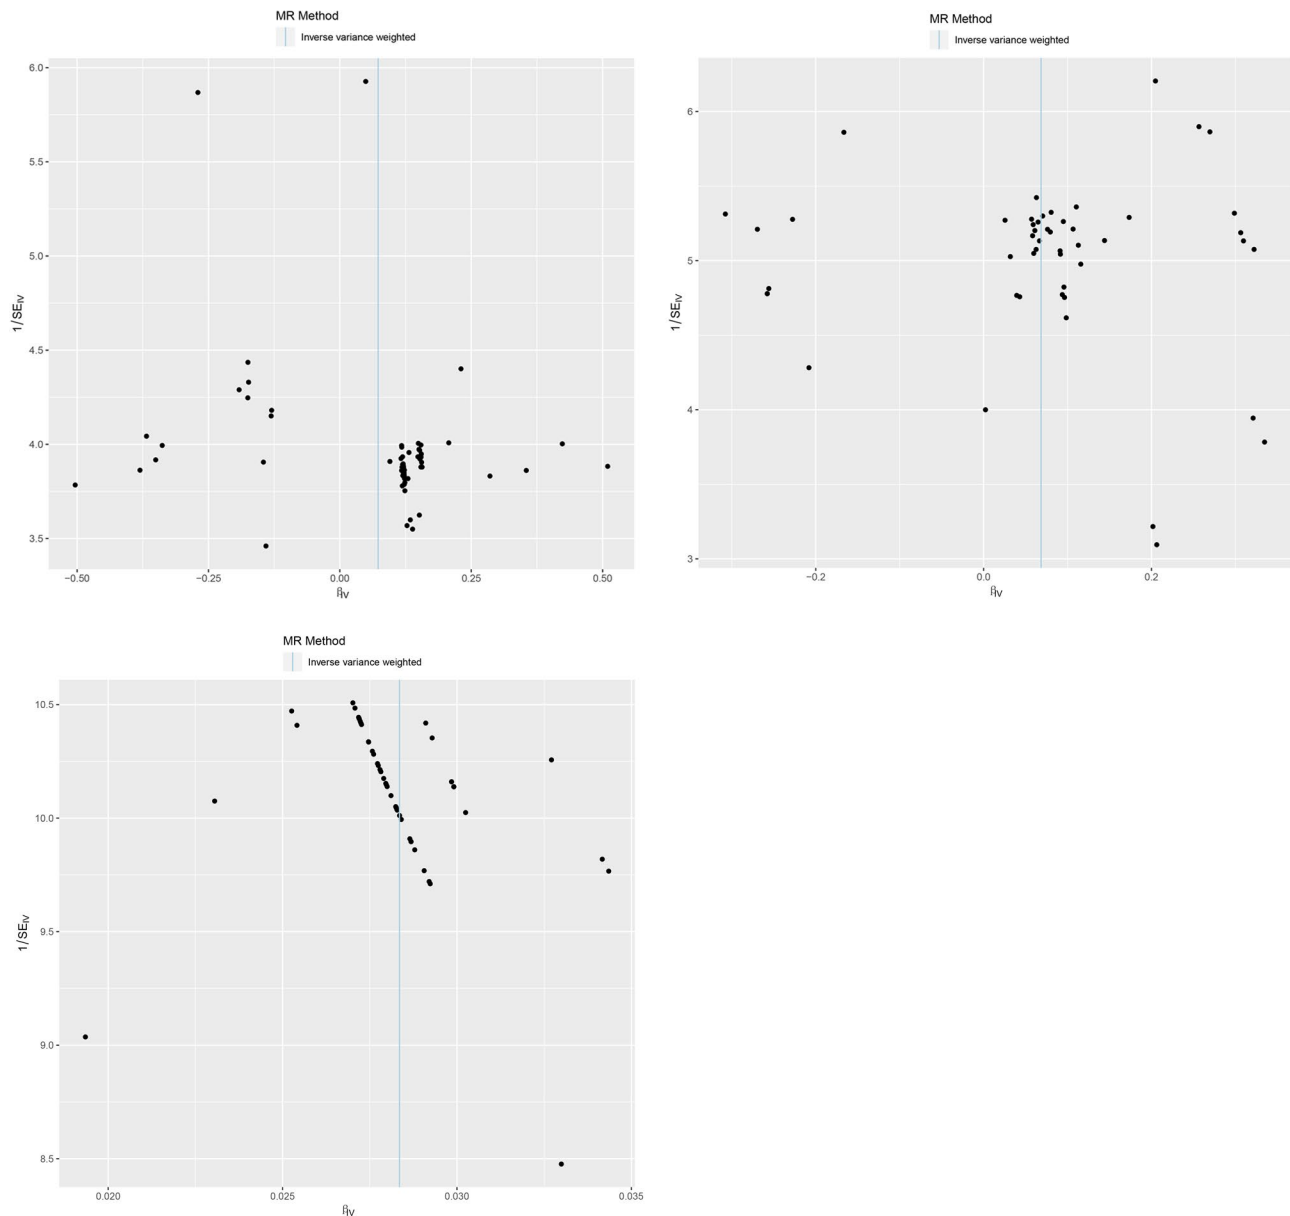 MR Method
Inverse variance weighted
6.0
5.5
5.0
4.5
4.0
3.5
1/SE_IV
−0.50
−0.25
0.00
0.25
0.50
β_IV
MR Method
Inverse variance weighted
6
5
4
3
1/SE_IV
−0.2
0.0
0.2
β_IV
MR Method
Inverse variance weighted
10.5
10.0
9.5
9.0
8.5
1/SE_IV
0.020
0.025
0.030
0.035
β_IV